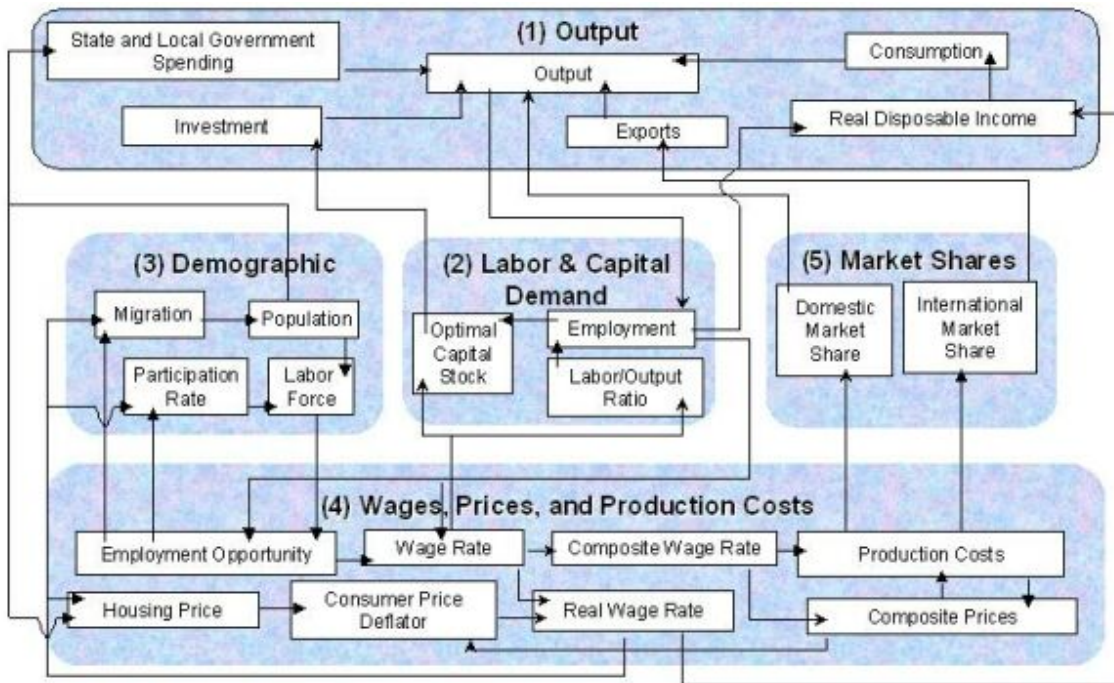 (1) Output
State and Local Government
Spending
Output
Consumption
Investment
Exports
Real Disposable Income
(3) Demographic
Migration
Population
Participation
Rate
Labor
Force
(2) Labor & Capital
Demand
Optimal
Capital
Stock
Employment
Labor/Output
Ratio
(5) Market Shares
Domestic
Market
Share
International
Market
Share
(4) Wages, Prices, and Production Costs
Employment Opportunity
Wage Rate
Composite Wage Rate
Production Costs
Housing Price
Consumer Price
Deflator
Real Wage Rate
Composite Prices